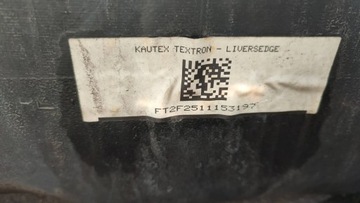 KAUTEX TEXTRON - LIVERSEDGE
FT2F2511153197